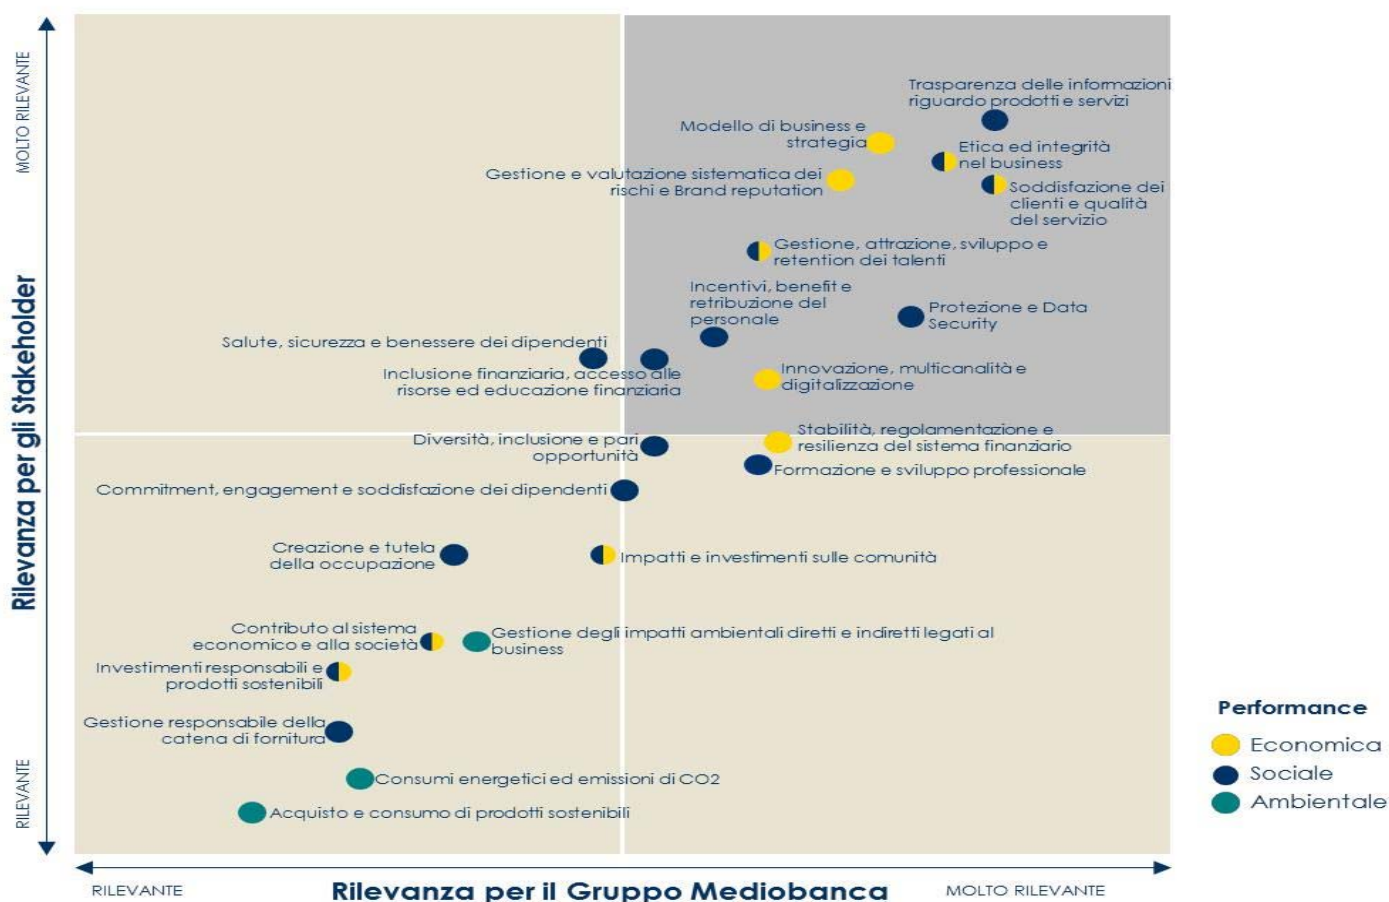 MOLTO RILEVANTE
Rilevanza per gli Stakeholder
RILEVANTE
Trasparenza delle informazioni
riguardo prodotti e servizi
Modello di business e
strategia
Etica ed integrità
nel business
Gestione e valutazione sistematica dei
rischi e Brand reputation
Soddisfazione dei
clienti e qualità
del servizio
Gestione, attrazione, sviluppo e
retention dei talenti
Incentivi, benefit e
retribuzione del
personale
Protezione e Data
Security
Salute, sicurezza e benessere dei dipendenti
Inclusione finanziaria, accesso alle
risorse ed educazione finanziaria
Innovazione, multicanalità e
digitalizzazione
Stabilità, regolamentazione e
resilienza del sistema finanziario
Diversità, inclusione e pari
opportunità
Formazione e sviluppo professionale
Commitment, engagement e soddisfazione dei dipendenti
Creazione e tutela
della occupazione
Impatti e investimenti sulle comunità
Contributo al sistema
economico e alla società
Gestione degli impatti ambientali diretti e indiretti legati al
business
Investimenti responsabili e
prodotti sostenibili
Gestione responsabile della
catena di fornitura
Consumi energetici ed emissioni di CO2
Acquisto e consumo di prodotti sostenibili
Performance
Economica
Sociale
Ambientale
RILEVANTE
Rilevanza per il Gruppo Mediobanca
MOLTO RILEVANTE